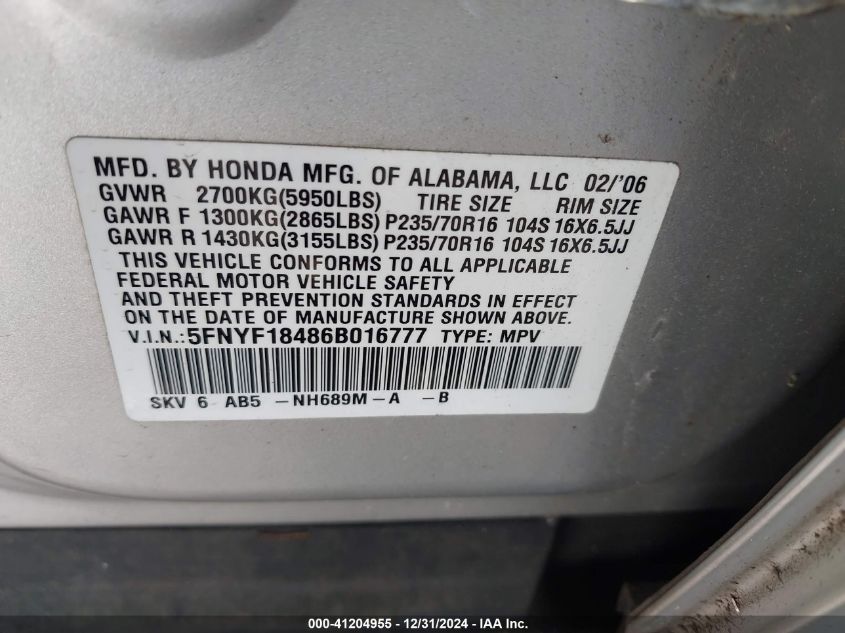 MFD. BY HONDA MFG. OF ALABAMA, LLC 02/'06
GVWR 2700KG(5950LBS) TIRE SIZE RIM SIZE
GAWR F 1300KG(2865LBS) P235/70R16 104S 16X6.5JJ
GAWR R 1430KG(3155LBS) P235/70R16 104S 16X6.5JJ
THIS VEHICLE CONFORMS TO ALL APPLICABLE
FEDERAL MOTOR VEHICLE SAFETY
AND THEFT PREVENTION STANDARDS IN EFFECT
ON THE DATE OF MANUFACTURE SHOWN ABOVE.
V.I.N.:5FNYF18486B016777 TYPE: MPV
SKV 6 AB5 -NH689M-A -B
000-41204955 - 12/31/2024 - IAA Inc.